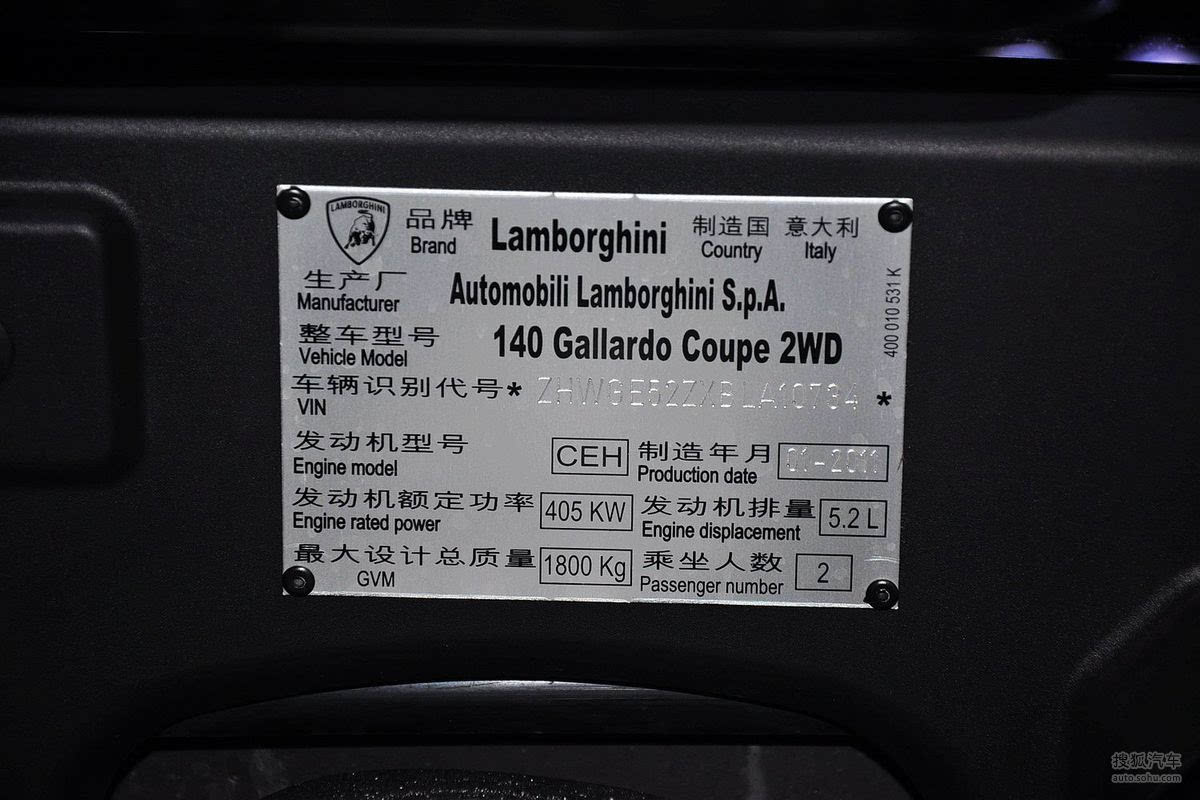 LAMBORGHINI
品牌 Lamborghini 制造国 意大利
Brand Country Italy
生产厂 Automobili Lamborghini S.p.A.
Manufacturer
整车型号 140 Gallardo Coupe 2WD
Vehicle Model
400 010 531 K
车辆识别代号* ZHWGE52ZXBLA10734 *
VIN
发动机型号 CEH 制造年月 01-2011
Engine model Production date
发动机额定功率 405 KW 发动机排量 5.2 L
Engine rated power Engine displacement
最大设计总质量 1800 Kg 乘坐人数 2
GVM Passenger number
搜狐汽车
auto.sohu.com